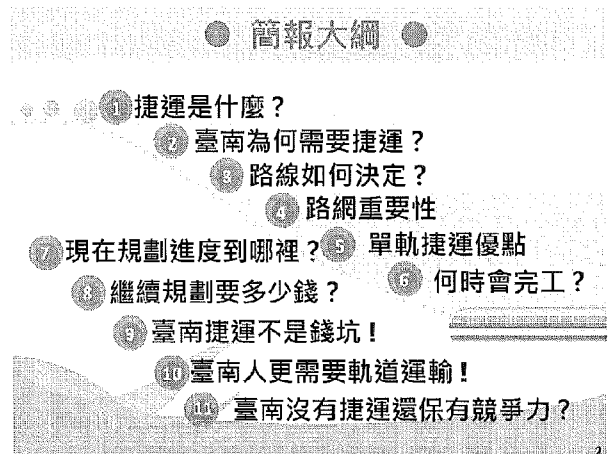 簡報大綱
1 捷運是什麼？
2 臺南為何需要捷運？
3 路線如何決定？
4 路網重要性
5 單軌捷運優點
6 何時會完工？
7 現在規劃進度到哪裡？
8 繼續規劃要多少錢？
9 臺南捷運不是錢坑！
10 臺南人更需要軌道運輸！
11 臺南沒有捷運還保有競爭力？
2